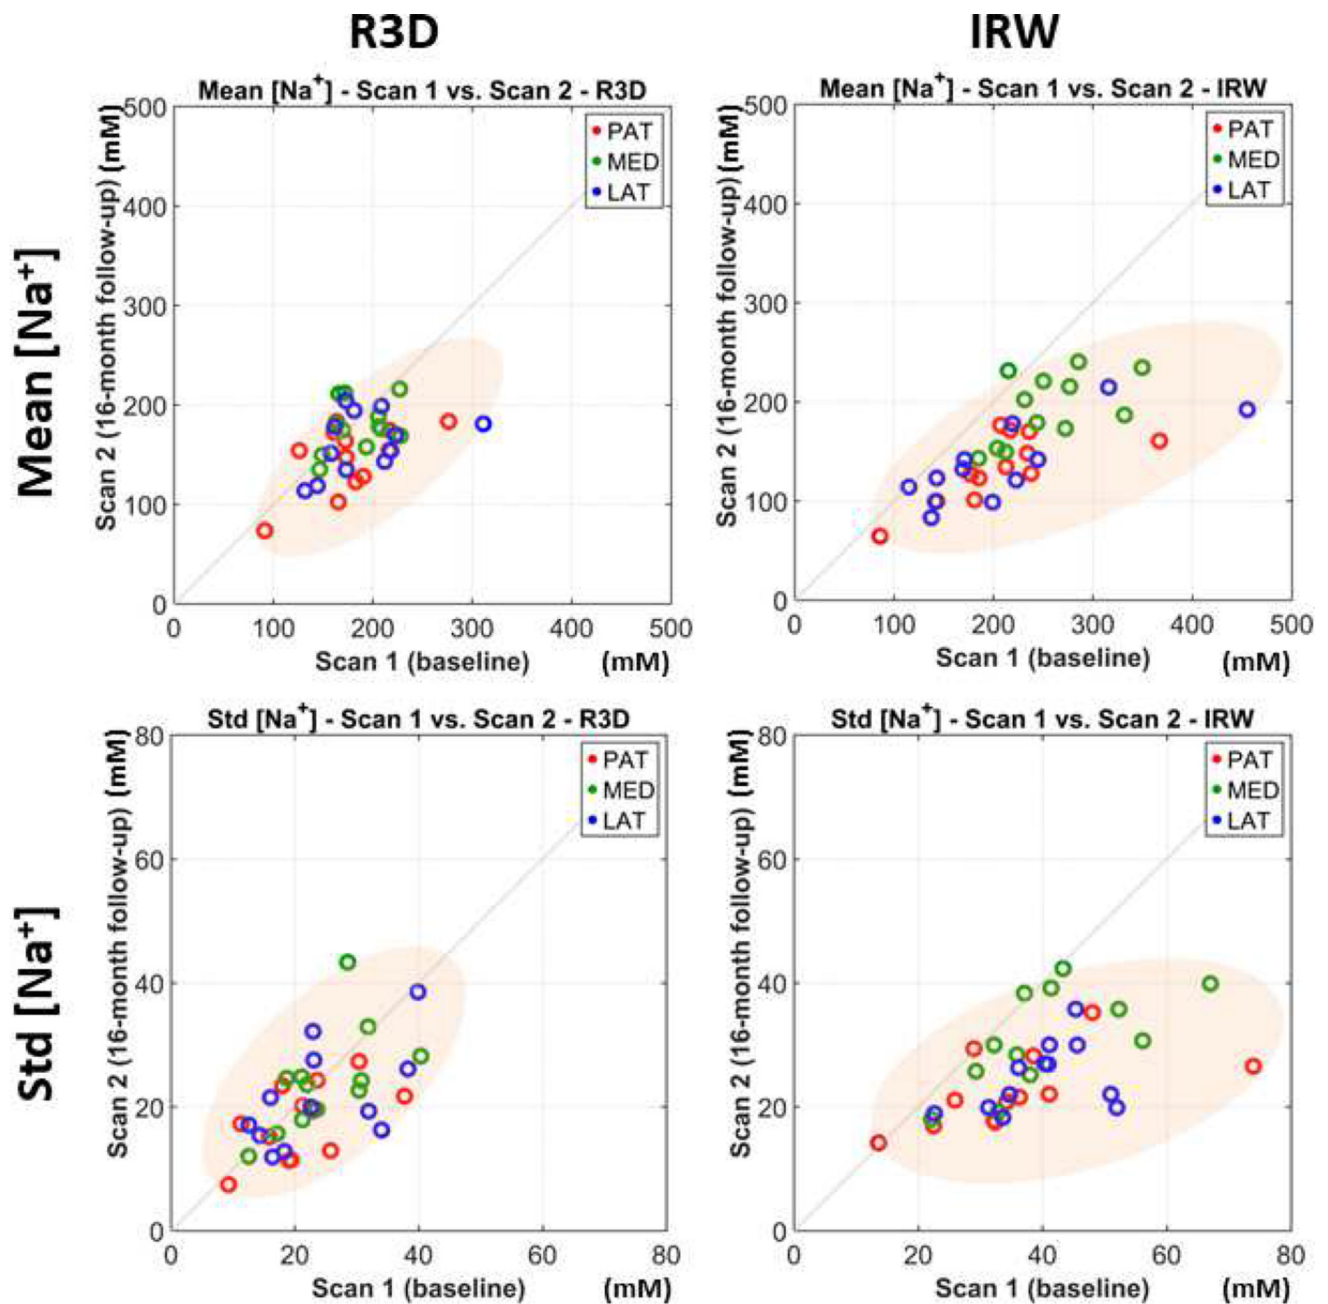 R3D
IRW
Mean [Na+]
Std [Na+]
Mean [Na+] - Scan 1 vs. Scan 2 - R3D
Scan 2 (16-month follow-up) (mM)
500
400
300
200
100
0
PAT
MED
LAT
0 100 200 300 400 500
Scan 1 (baseline) (mM)
Mean [Na+] - Scan 1 vs. Scan 2 - IRW
Scan 2 (16-month follow-up) (mM)
500
400
300
200
100
0
PAT
MED
LAT
0 100 200 300 400 500
Scan 1 (baseline) (mM)
Std [Na+] - Scan 1 vs. Scan 2 - R3D
Scan 2 (16-month follow-up) (mM)
80
60
40
20
0
PAT
MED
LAT
0 20 40 60 80
Scan 1 (baseline) (mM)
Std [Na+] - Scan 1 vs. Scan 2 - IRW
Scan 2 (16-month follow-up) (mM)
80
60
40
20
0
PAT
MED
LAT
0 20 40 60 80
Scan 1 (baseline) (mM)